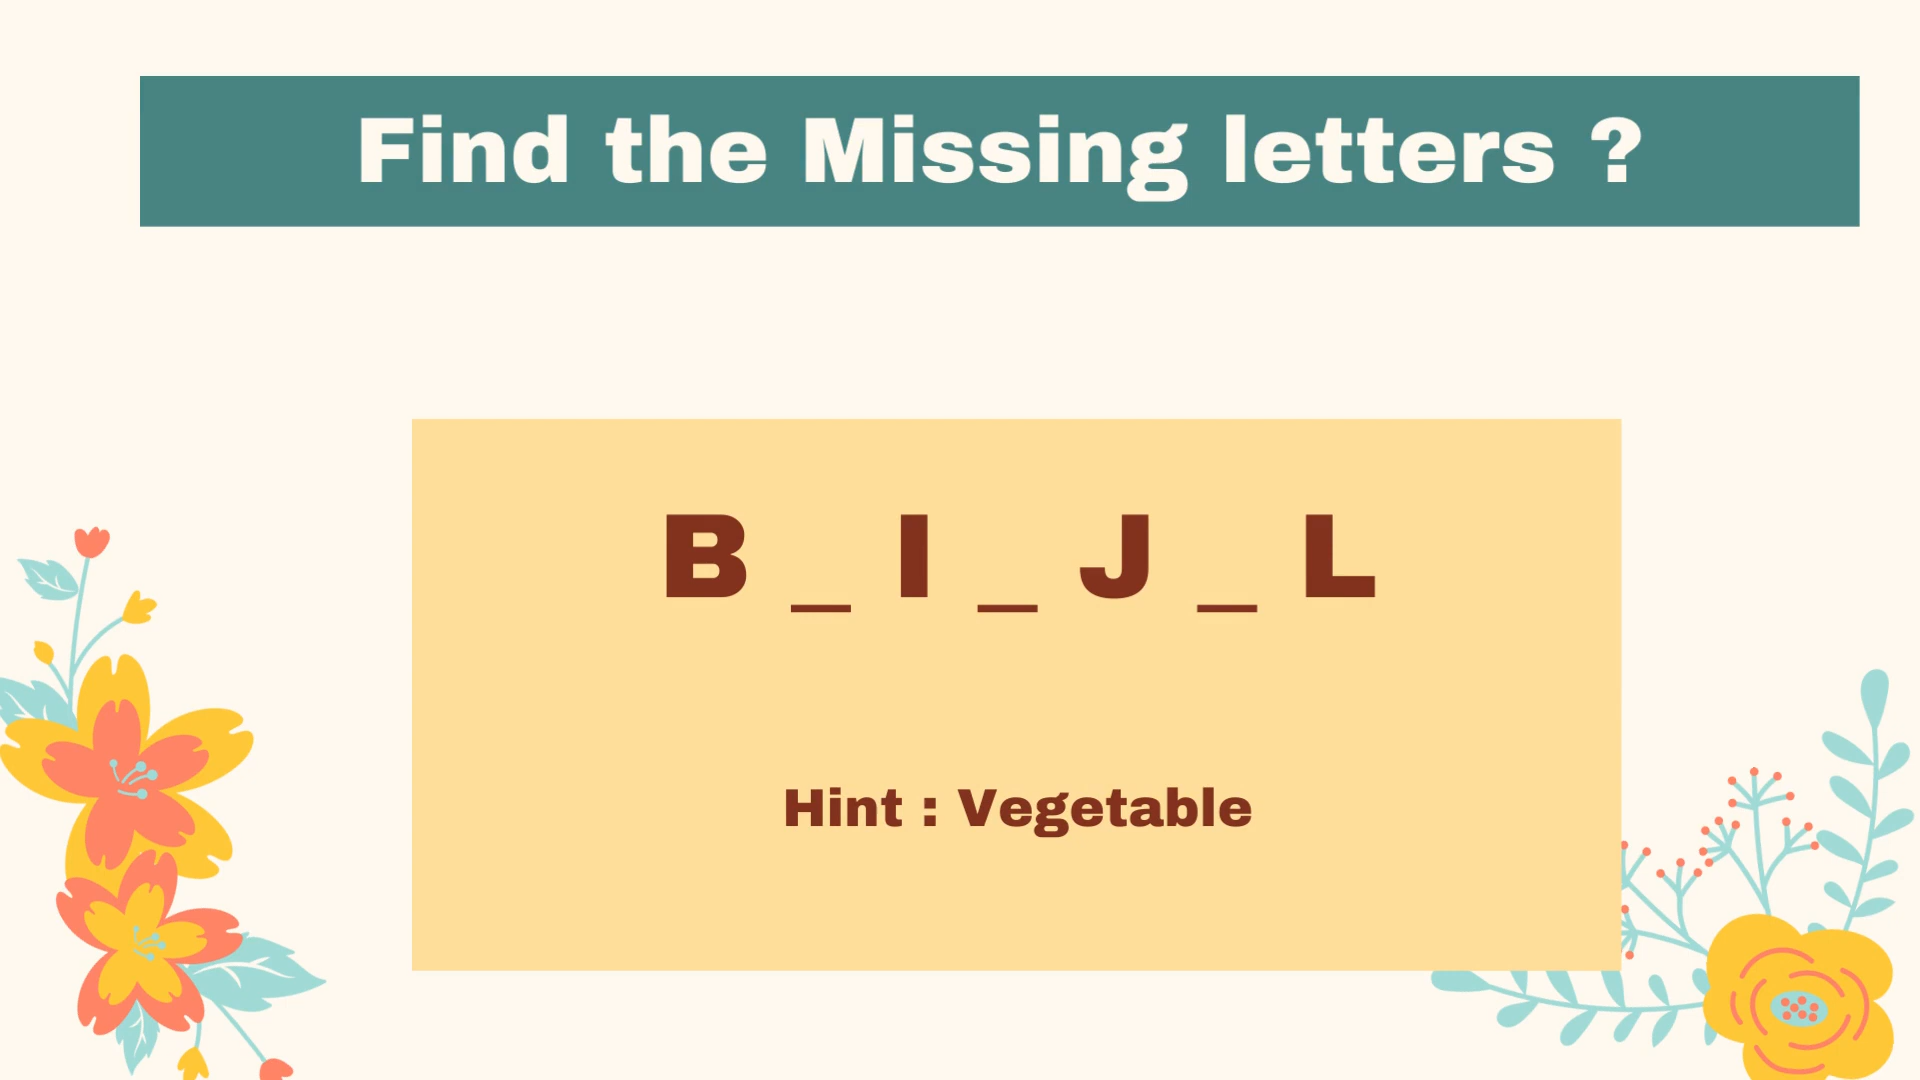 Find the Missing letters ?
B _ I _ J _ L
Hint : Vegetable